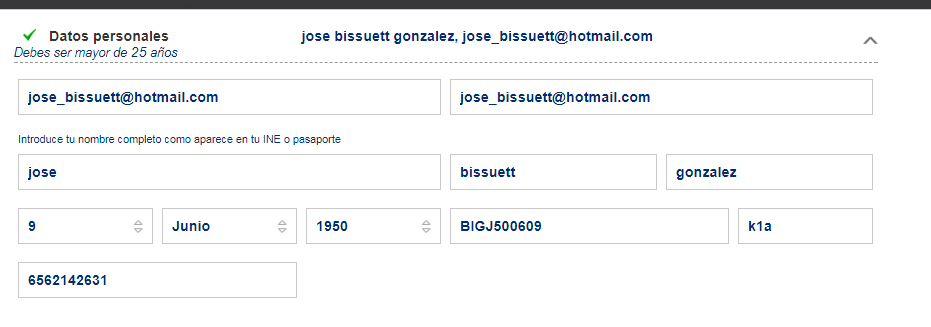 Datos personales jose bissuett gonzalez, jose_bissuett@hotmail.com
Debes ser mayor de 25 años
jose_bissuett@hotmail.com jose_bissuett@hotmail.com
Introduce tu nombre completo como aparece en tu INE o pasaporte
jose bissuett gonzalez
9 Junio 1950 BIGJ500609 k1a
6562142631